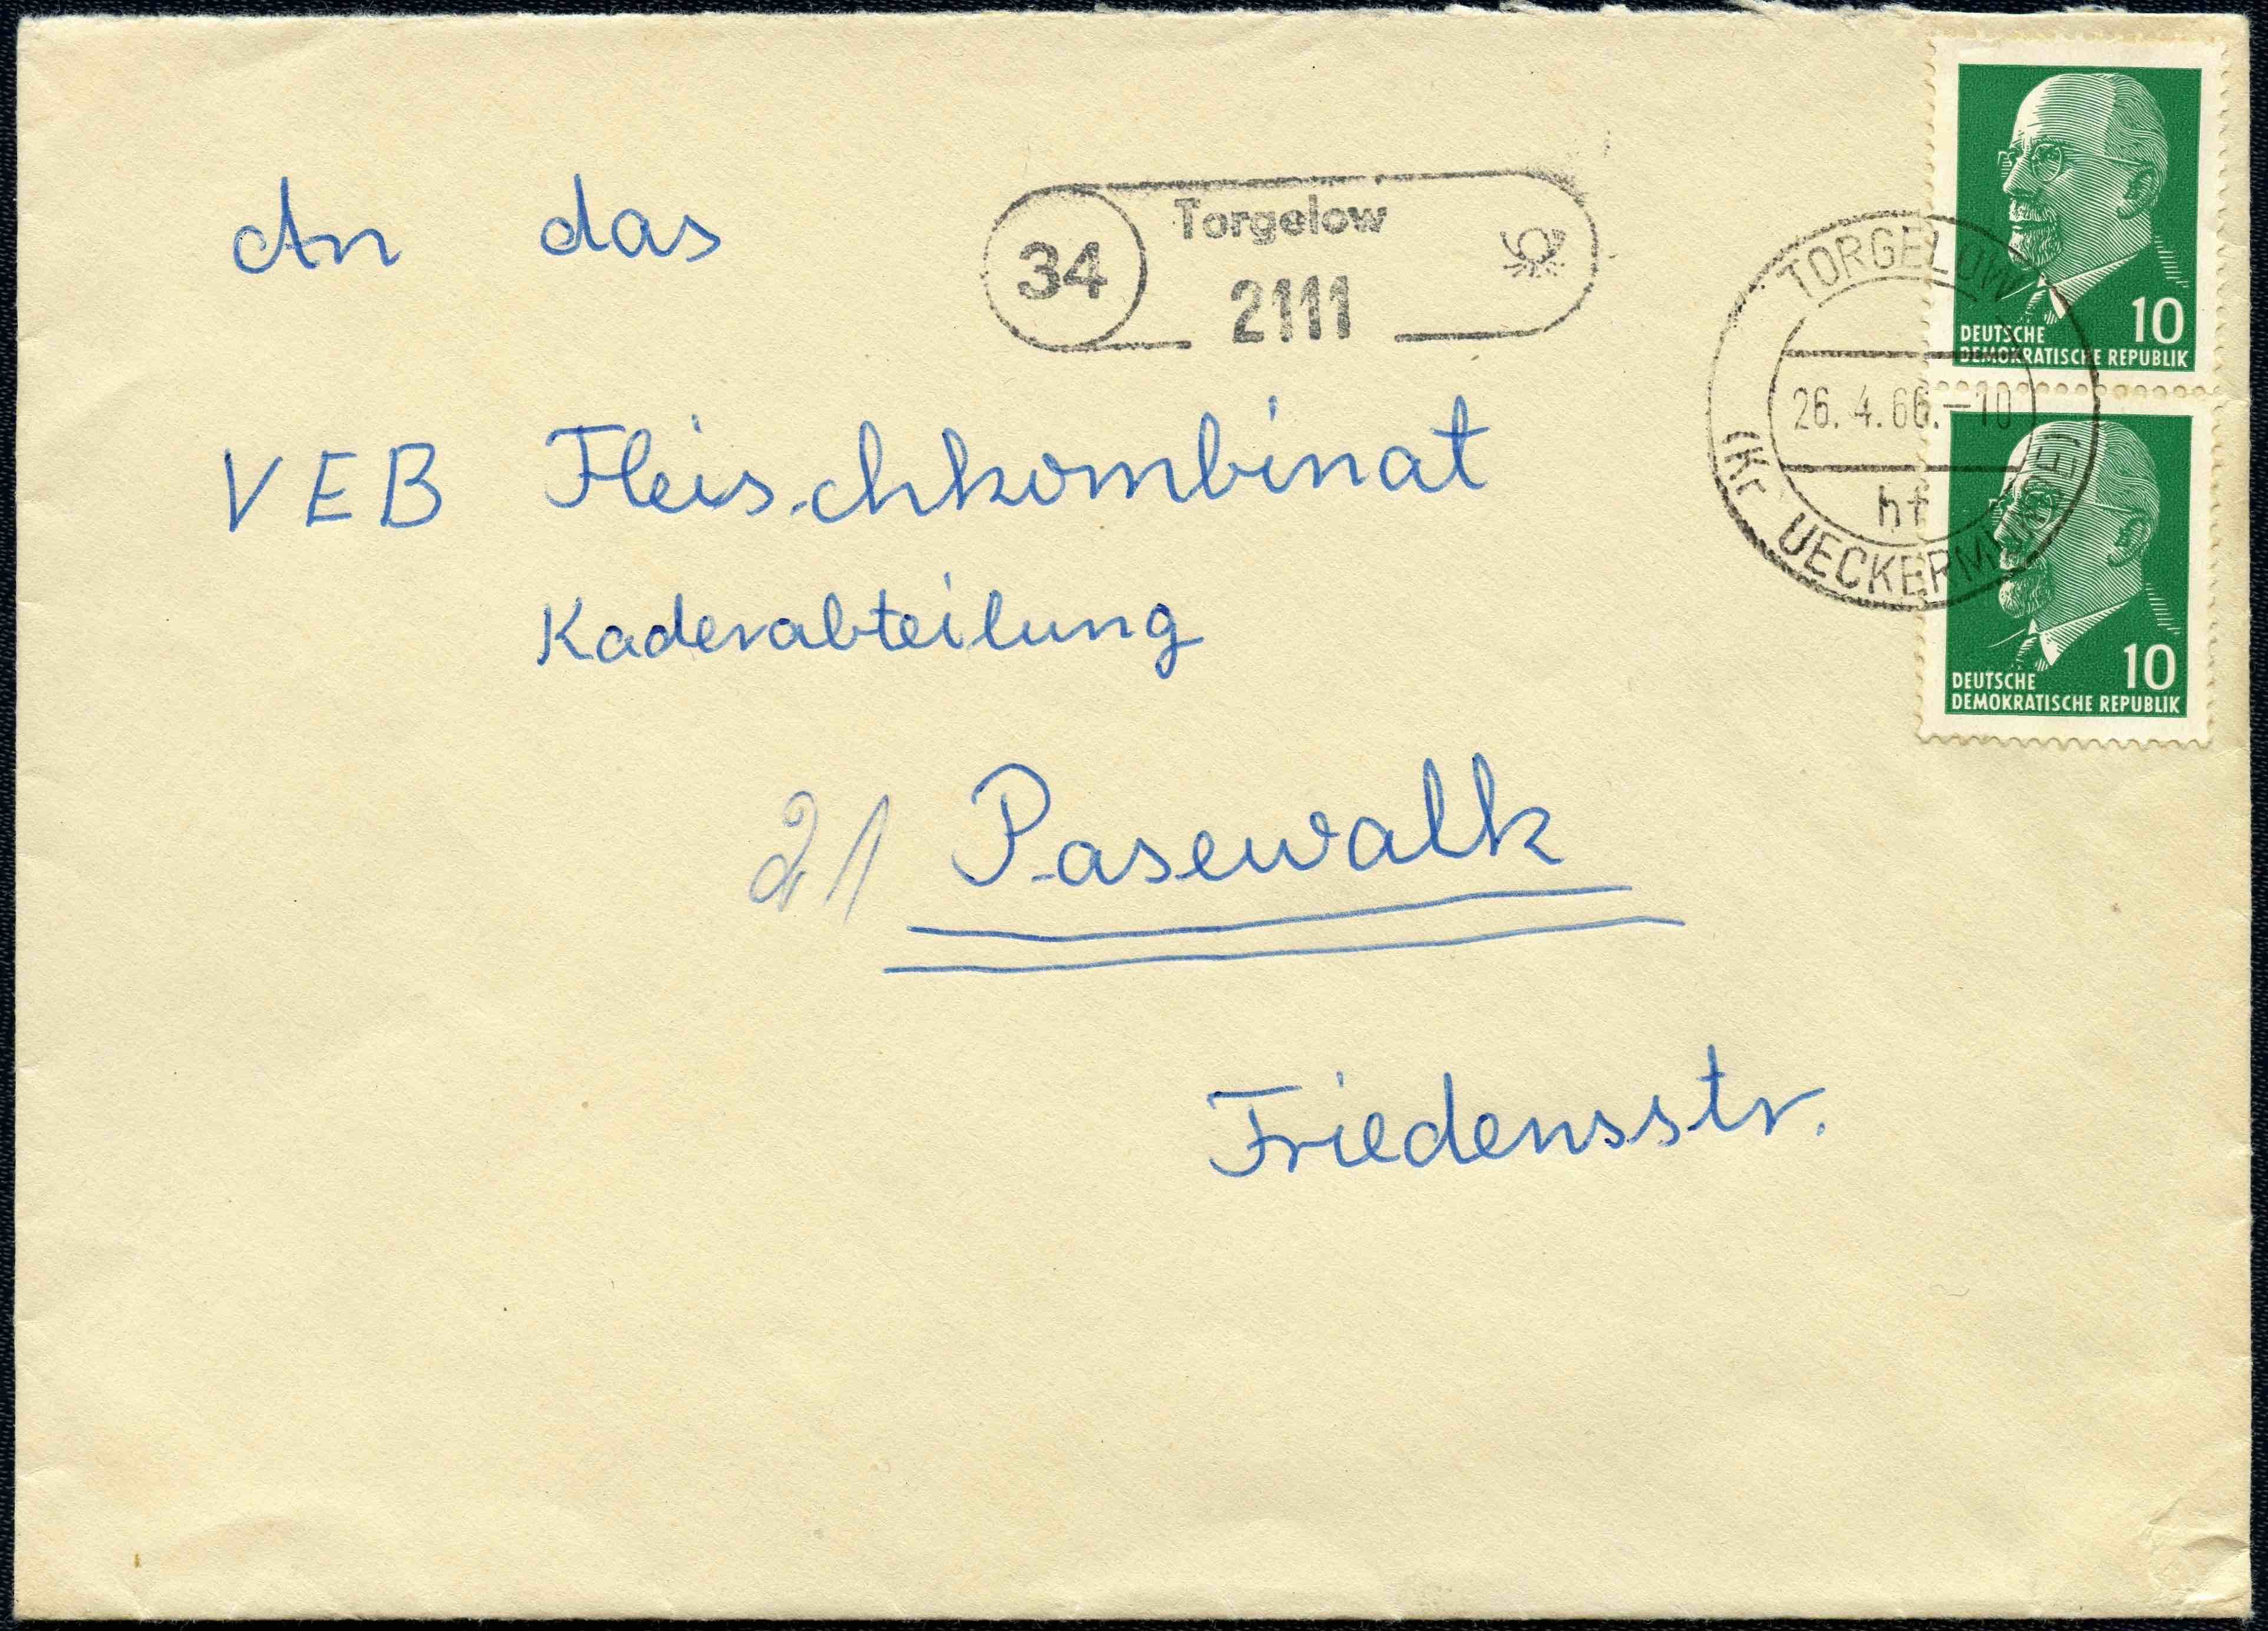 An das
34 Torgelow
2111
VEB Fleischkombinat
Kaderabteilung
21 Pasewalk
Friedensstr.
10
DEUTSCHE
DEMOKRATISCHE REPUBLIK
TORGELOW
26.4.66.-10
hf
(Kr UECKERMÜNDE)
10
DEUTSCHE
DEMOKRATISCHE REPUBLIK